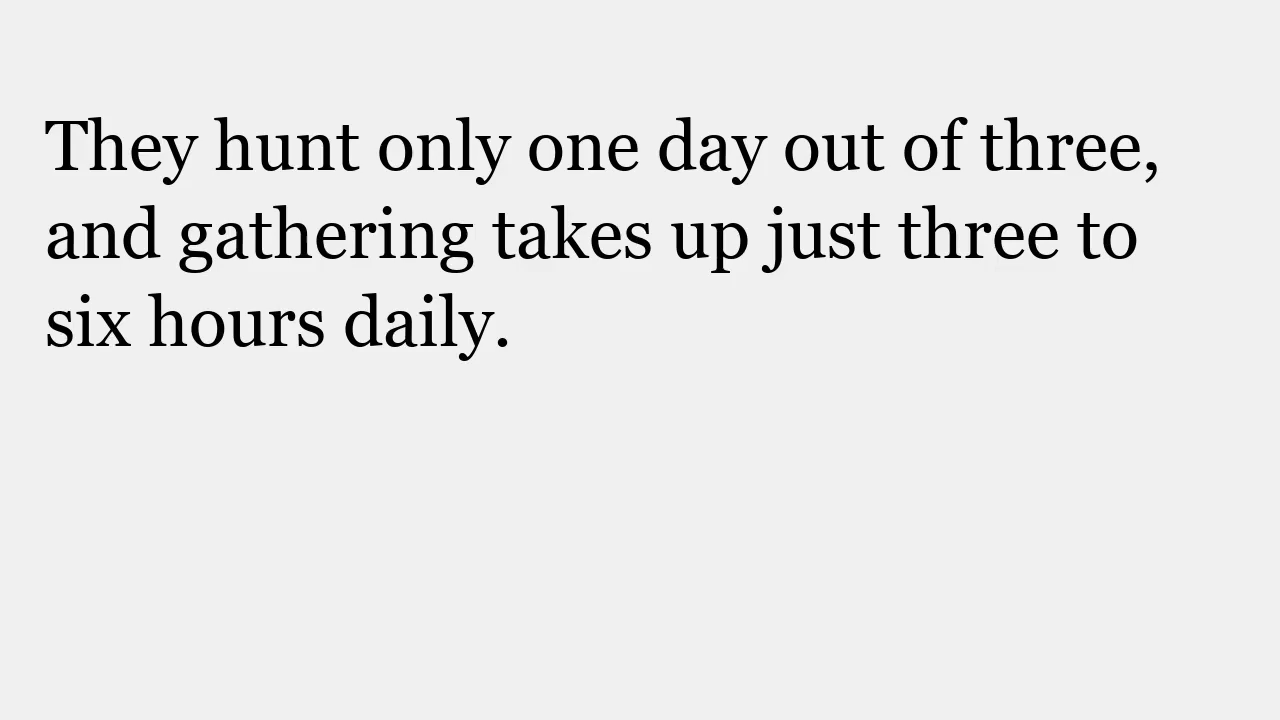 They hunt only one day out of three,
and gathering takes up just three to
six hours daily.